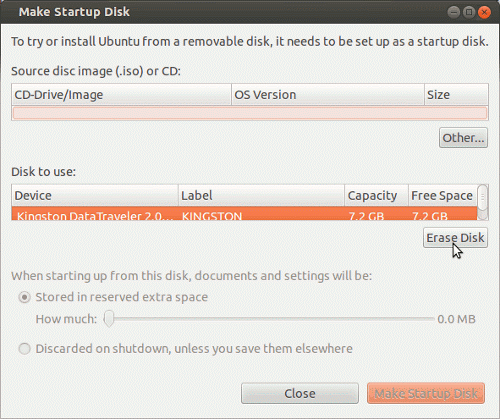 Make Startup Disk
To try or install Ubuntu from a removable disk, it needs to be set up as a startup disk.
Source disc image (.iso) or CD:
CD-Drive/Image OS Version Size
Other...
Disk to use:
Device Label Capacity Free Space
Kingston DataTraveler 2.0... KINGSTON 7.2 GB 7.2 GB
Erase Disk
When starting up from this disk, documents and settings will be:
Stored in reserved extra space
How much: 0.0 MB
Discarded on shutdown, unless you save them elsewhere
Close Make Startup Disk